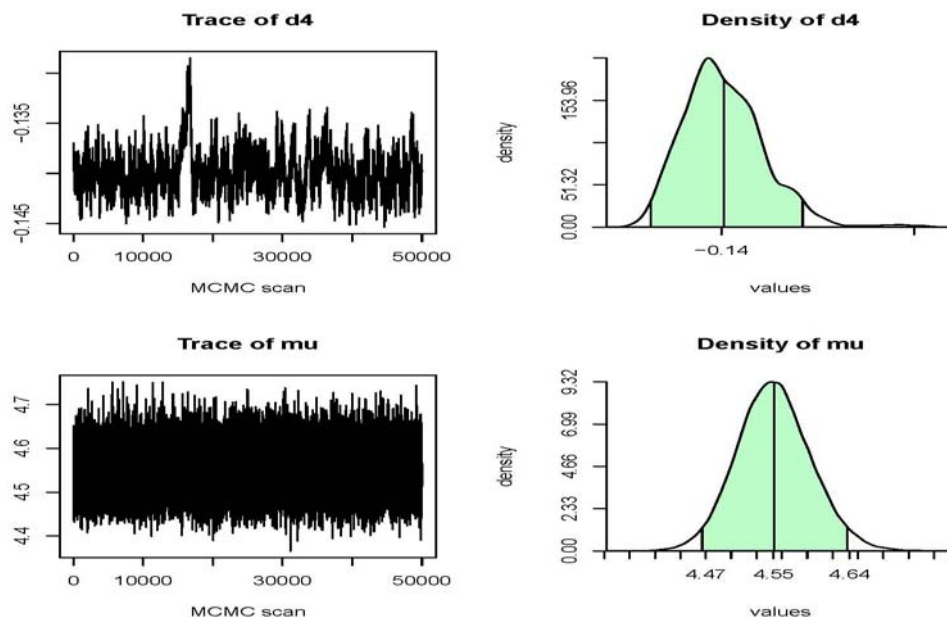 Trace of d4
−0.135
−0.145
0
10000
30000
50000
MCMC scan
Density of d4
153.96
51.32
0.00
density
−0.14
values
Trace of mu
4.7
4.6
4.5
4.4
0
10000
30000
50000
MCMC scan
Density of mu
9.32
6.99
4.66
2.33
0.00
density
4.47
4.55
4.64
values